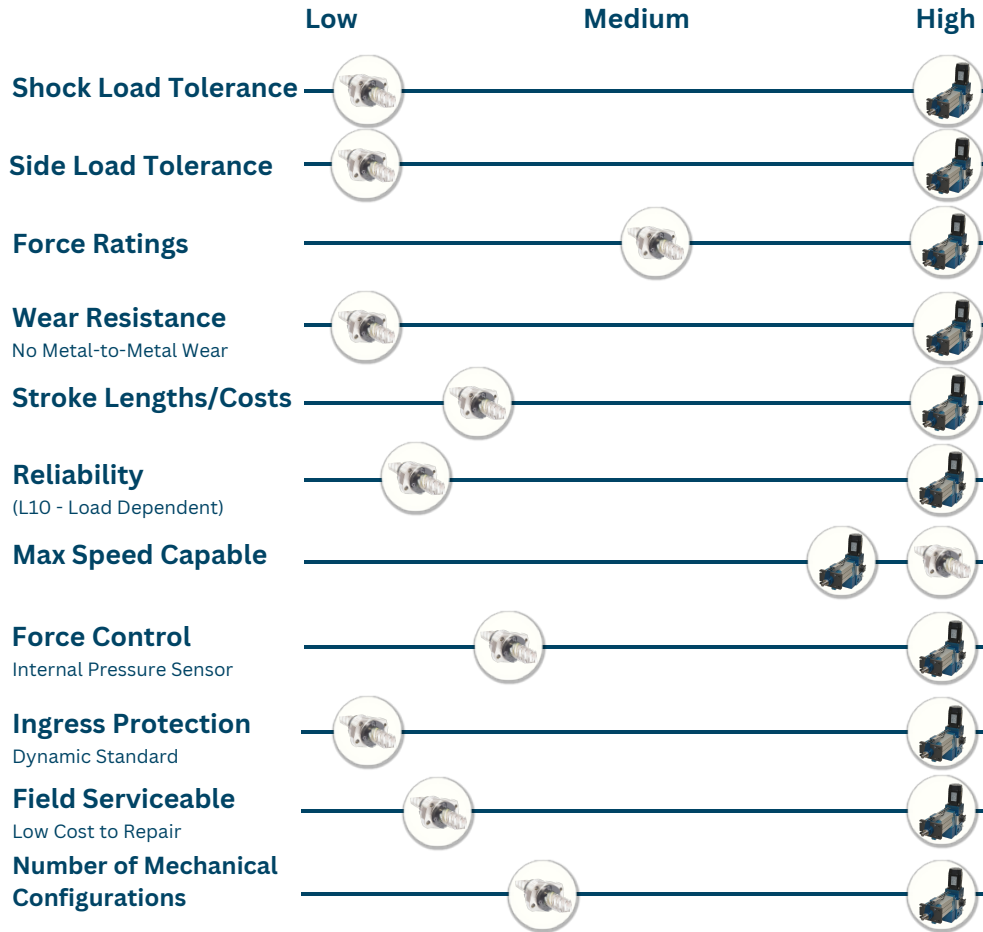 Low Medium High
Shock Load Tolerance
Side Load Tolerance
Force Ratings
Wear Resistance
No Metal-to-Metal Wear
Stroke Lengths/Costs
Reliability
(L10 - Load Dependent)
Max Speed Capable
Force Control
Internal Pressure Sensor
Ingress Protection
Dynamic Standard
Field Serviceable
Low Cost to Repair
Number of Mechanical
Configurations